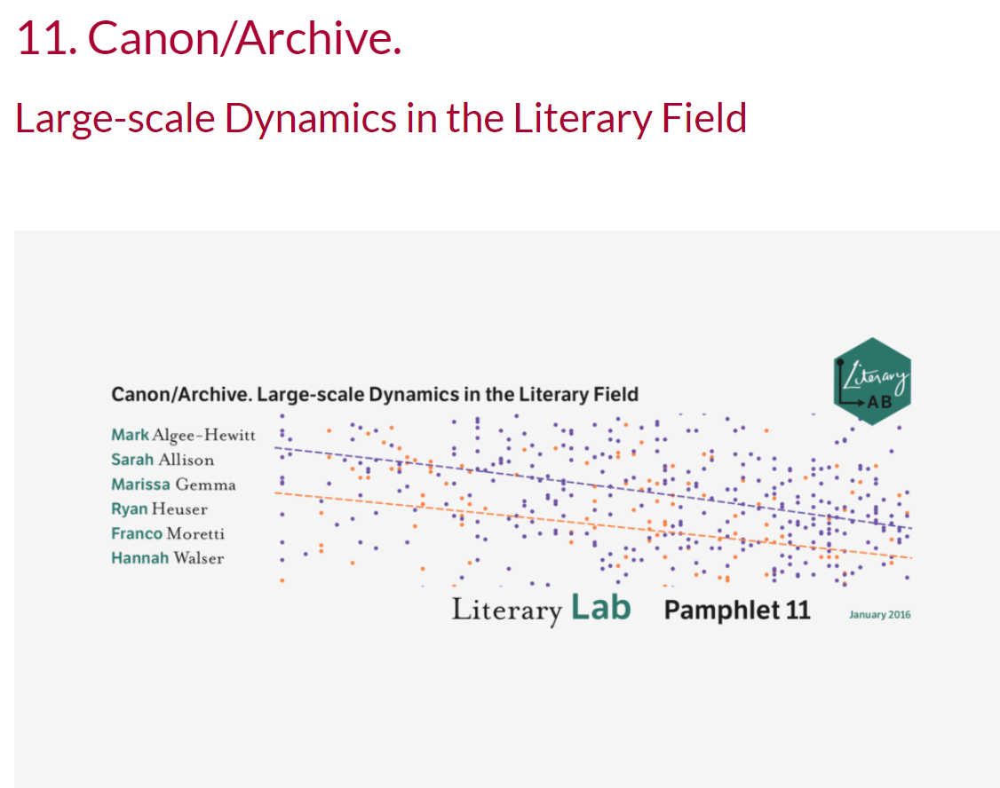 11. Canon/Archive.
Large-scale Dynamics in the Literary Field
Canon/Archive. Large-scale Dynamics in the Literary Field
Literary
AB
Mark Algee-Hewitt
Sarah Allison
Marissa Gemma
Ryan Heuser
Franco Moretti
Hannah Walser
Literary Lab Pamphlet 11 January 2016